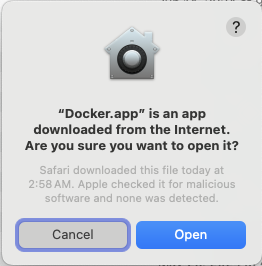 ?
“Docker.app” is an app
downloaded from the Internet.
Are you sure you want to open it?
Safari downloaded this file today at
2:58 AM. Apple checked it for malicious
software and none was detected.
Cancel
Open